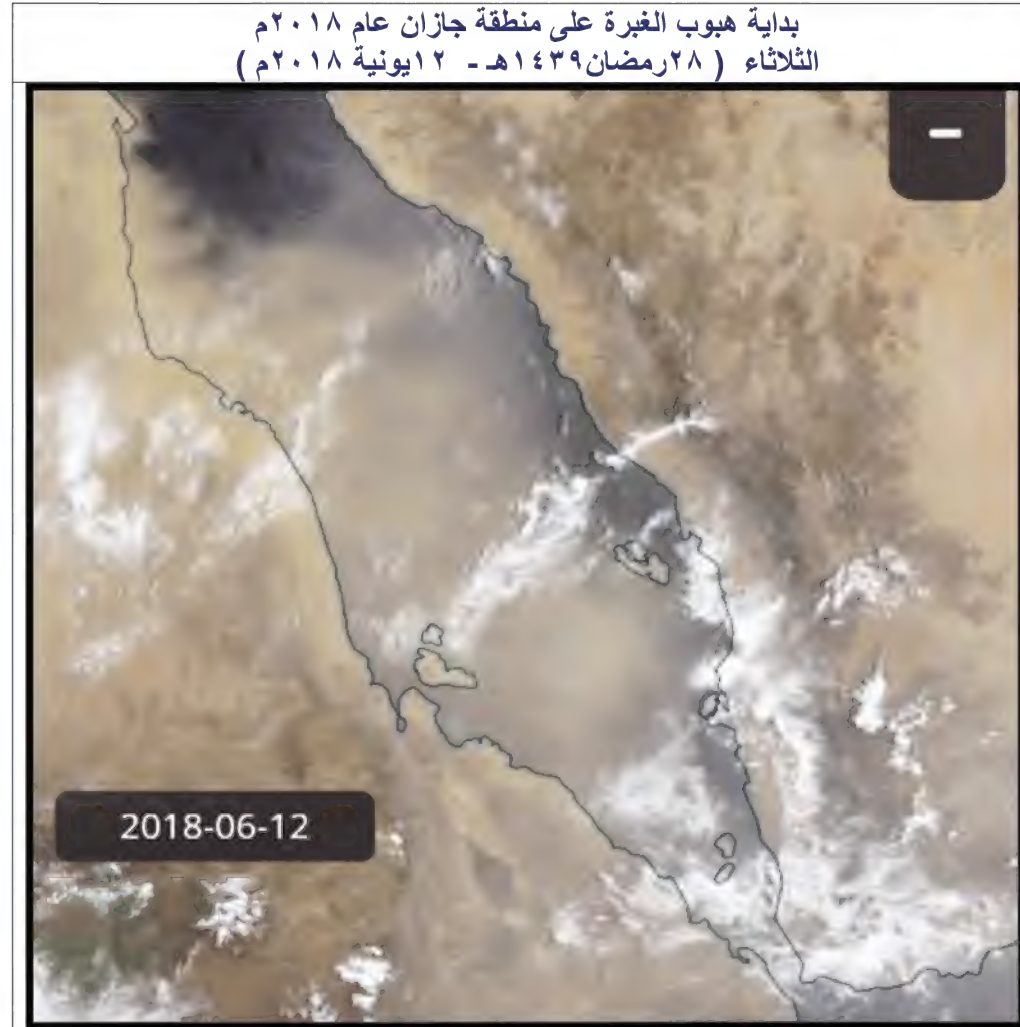 بداية هبوب الغبرة على منطقة جازان عام ٢٠١٨م
الثلاثاء ( ٢٨رمضان١٤٣٩هـ - ١٢يونية ٢٠١٨م )
2018-06-12